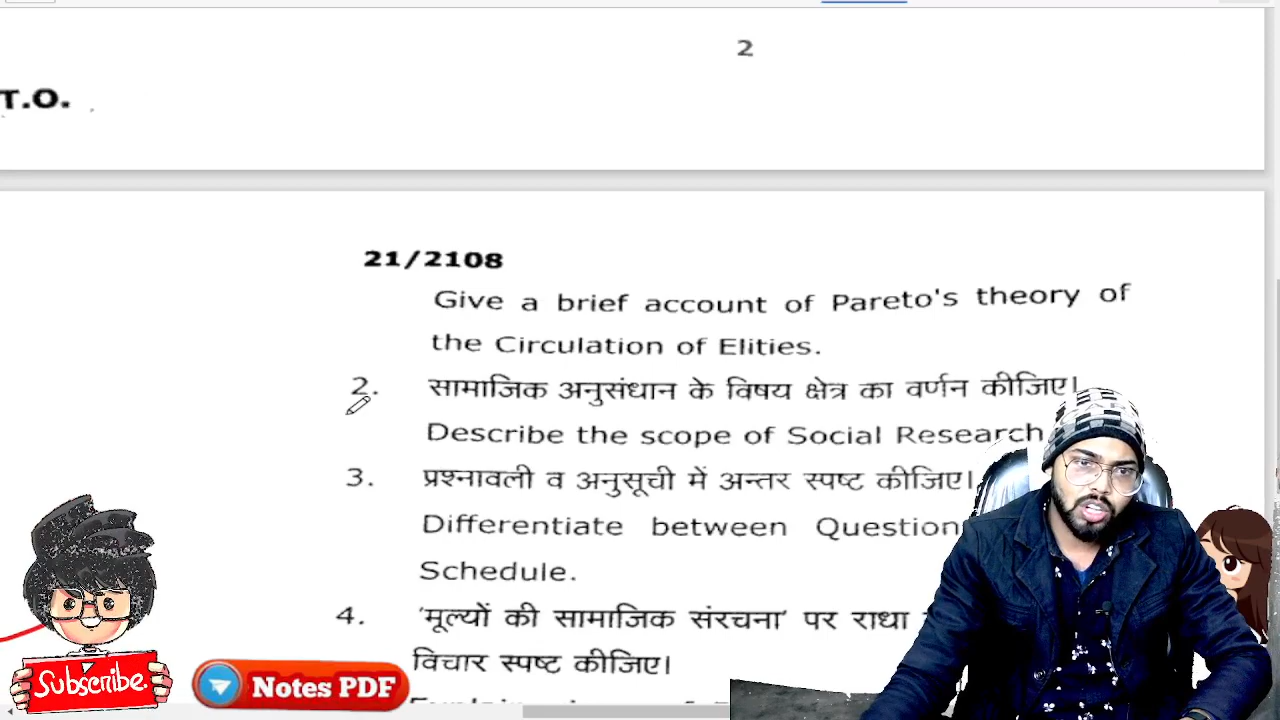 2
T.O.
21/2108
Give a brief account of Pareto's theory of
the Circulation of Elities.
2. सामाजिक अनुसंधान के विषय क्षेत्र का वर्णन कीजिए।
Describe the scope of Social Research
3. प्रश्नावली व अनुसूची में अन्तर स्पष्ट कीजिए।
Differentiate between Question
Schedule.
4. 'मूल्यों की सामाजिक संरचना' पर राधा
विचार स्पष्ट कीजिए।
Subscribe.
Notes PDF